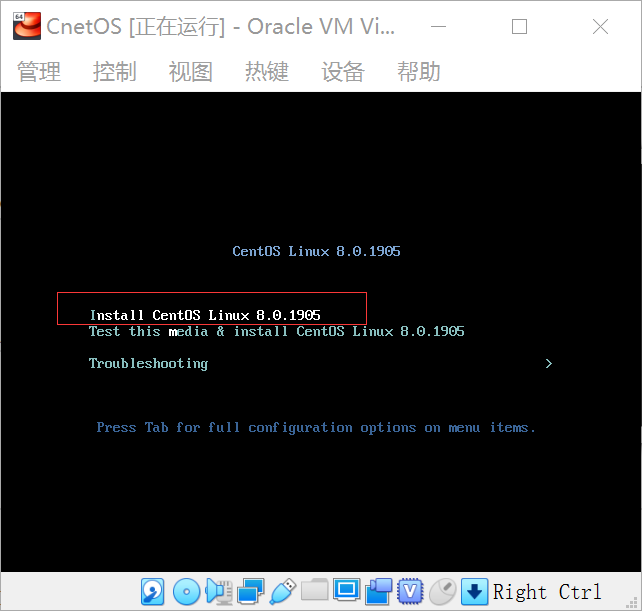 64
CnetOS [正在运行] - Oracle VM Vi...
管理 控制 视图 热键 设备 帮助
CentOS Linux 8.0.1905
Install CentOS Linux 8.0.1905
Test this media & install CentOS Linux 8.0.1905
Troubleshooting >
Press Tab for full configuration options on menu items.
V Right Ctrl